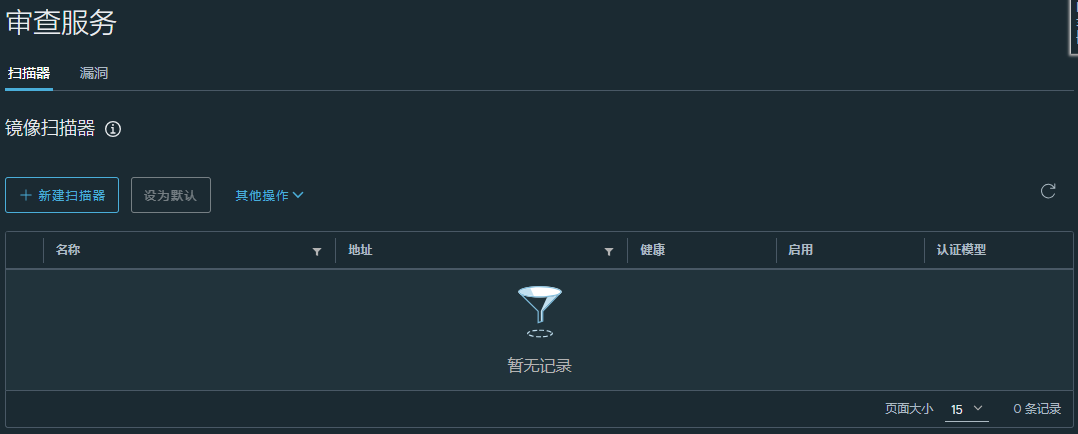 审查服务
扫描器 漏洞
镜像扫描器
新建扫描器 设为默认 其他操作
名称 地址 健康 启用 认证模型
暂无记录
页面大小 15 0 条记录